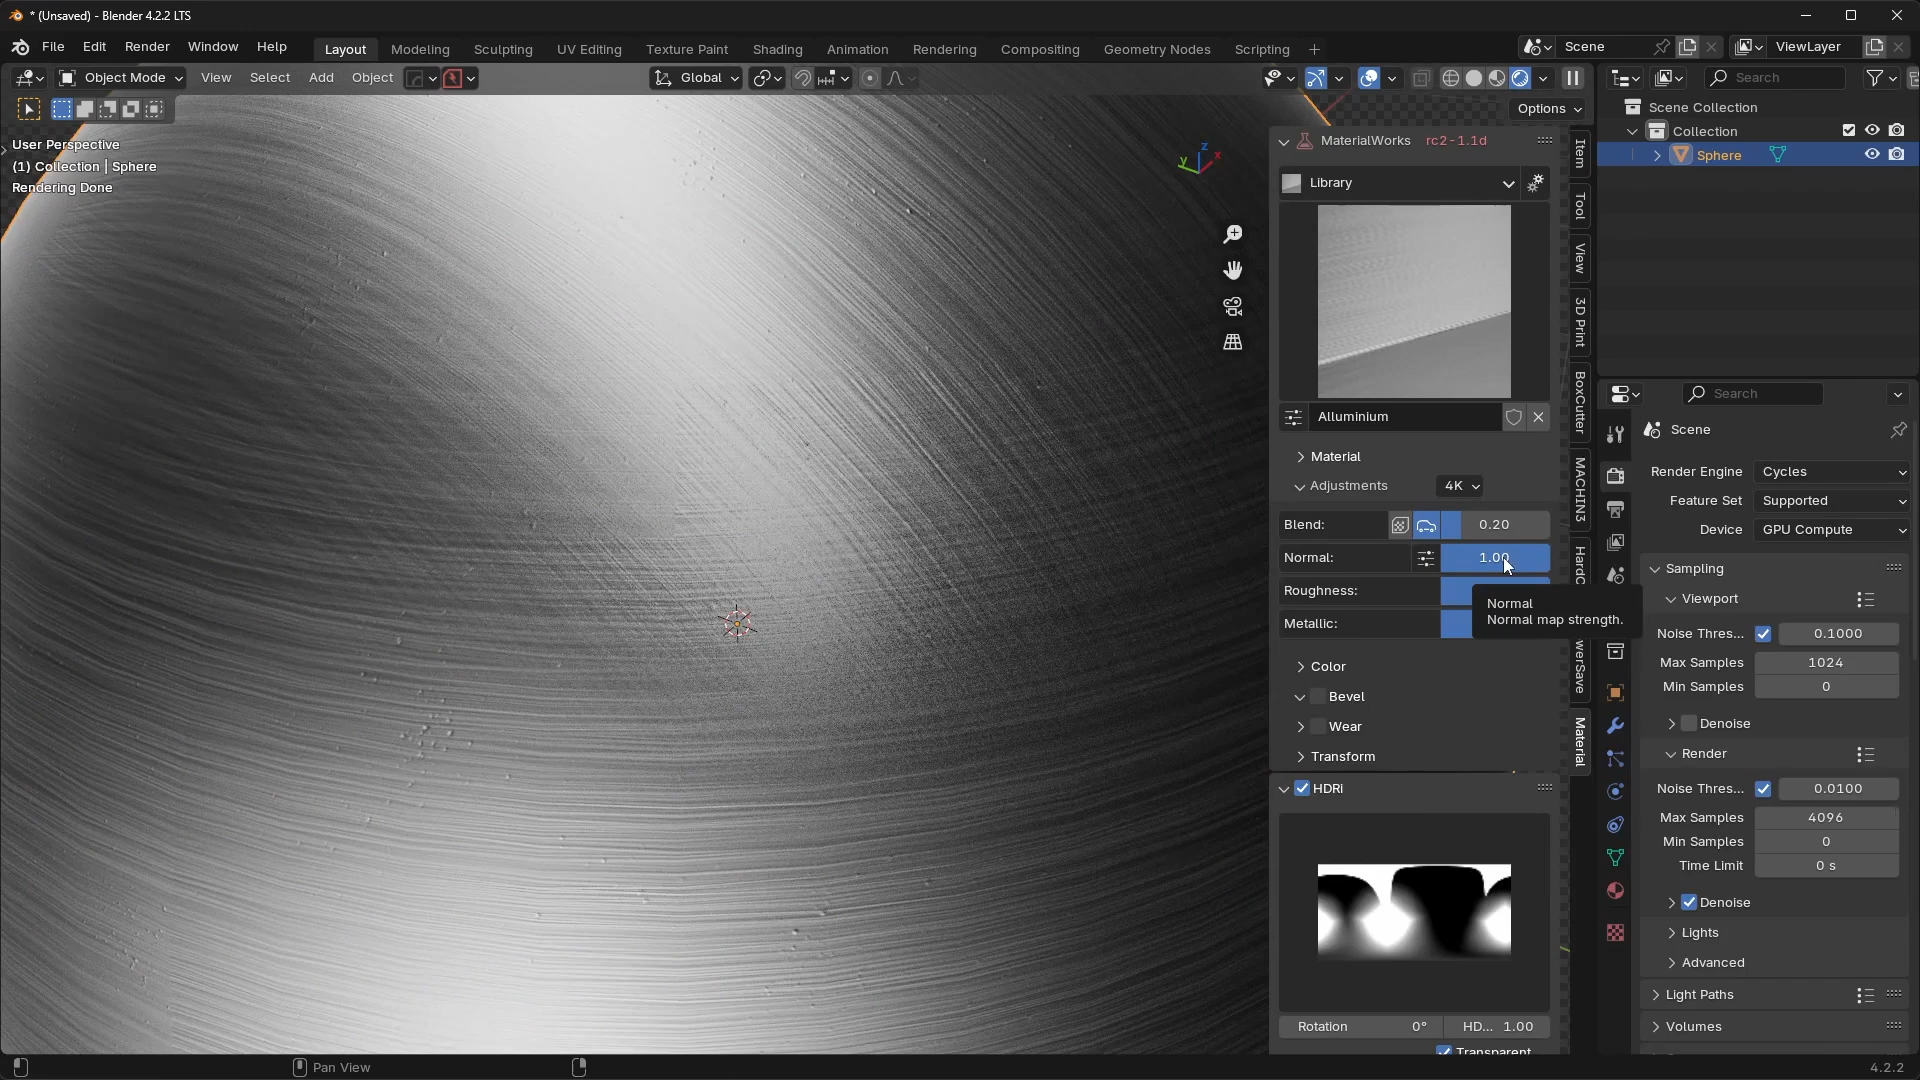 * (Unsaved) - Blender 4.2.2 LTS
File Edit Render Window Help Layout Modeling Sculpting UV Editing Texture Paint Shading Animation Rendering Compositing Geometry Nodes Scripting + Scene ViewLayer
Object Mode View Select Add Object Global Search
Options
User Perspective
(1) Collection | Sphere
Rendering Done
Scene Collection
Collection
Sphere
z
x
y
MaterialWorks rc2-1.1d
Library
Alluminium
Material
Adjustments 4K
Blend: 0.20
Normal: 1.00
Roughness:
Metallic:
Normal
Normal map strength.
Color
Bevel
Wear
Transform
HDRi
Rotation 0° HD... 1.00
Transparent
Item
Tool
View
3D Print
BoxCutter
MACHIN3
HardC
werSave
Material
Search
Scene
Render Engine Cycles
Feature Set Supported
Device GPU Compute
Sampling
Viewport
Noise Thres... 0.1000
Max Samples 1024
Min Samples 0
Denoise
Render
Noise Thres... 0.0100
Max Samples 4096
Min Samples 0
Time Limit 0 s
Denoise
Lights
Advanced
Light Paths
Volumes
Pan View
4.2.2